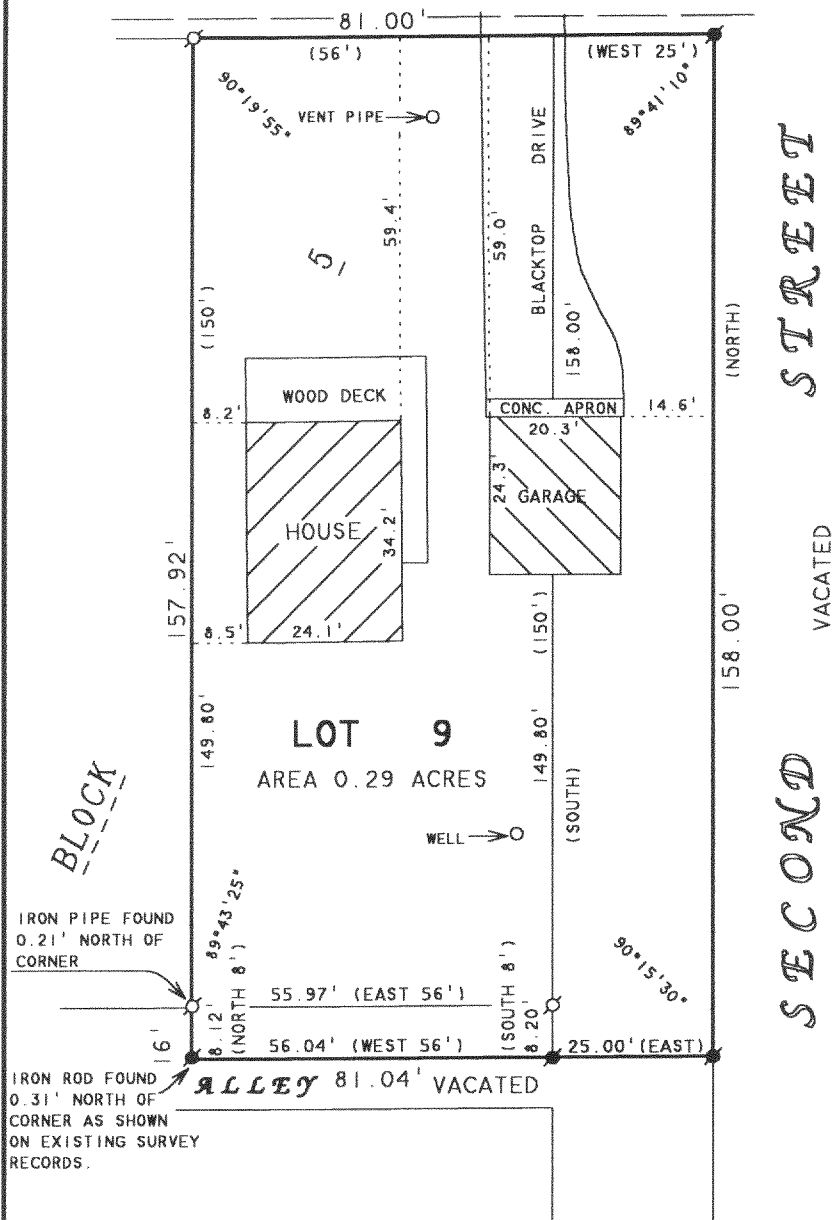 81.00'
(56')
(WEST 25')
90°19'55"
89°41'10"
VENT PIPE
BLACKTOP DRIVE
59.4'
59.0'
5
(150')
158.00'
(NORTH)
STREET
WOOD DECK
8.2'
CONC. APRON
14.6'
20.3'
24.3'
GARAGE
HOUSE
34.2'
157.92'
VACATED
8.5'
24.1'
(150')
158.00'
LOT 9
149.80'
149.80'
AREA 0.29 ACRES
(SOUTH)
BLOCK
WELL
SECOND
89°43'25"
90°15'30"
IRON PIPE FOUND
0.21' NORTH OF
CORNER
55.97' (EAST 56')
8.12'
(NORTH 8')
(SOUTH 8')
8.20'
16'
56.04' (WEST 56')
25.00' (EAST)
IRON ROD FOUND
0.31' NORTH OF
CORNER AS SHOWN
ON EXISTING SURVEY
RECORDS.
ALLEY 81.04' VACATED